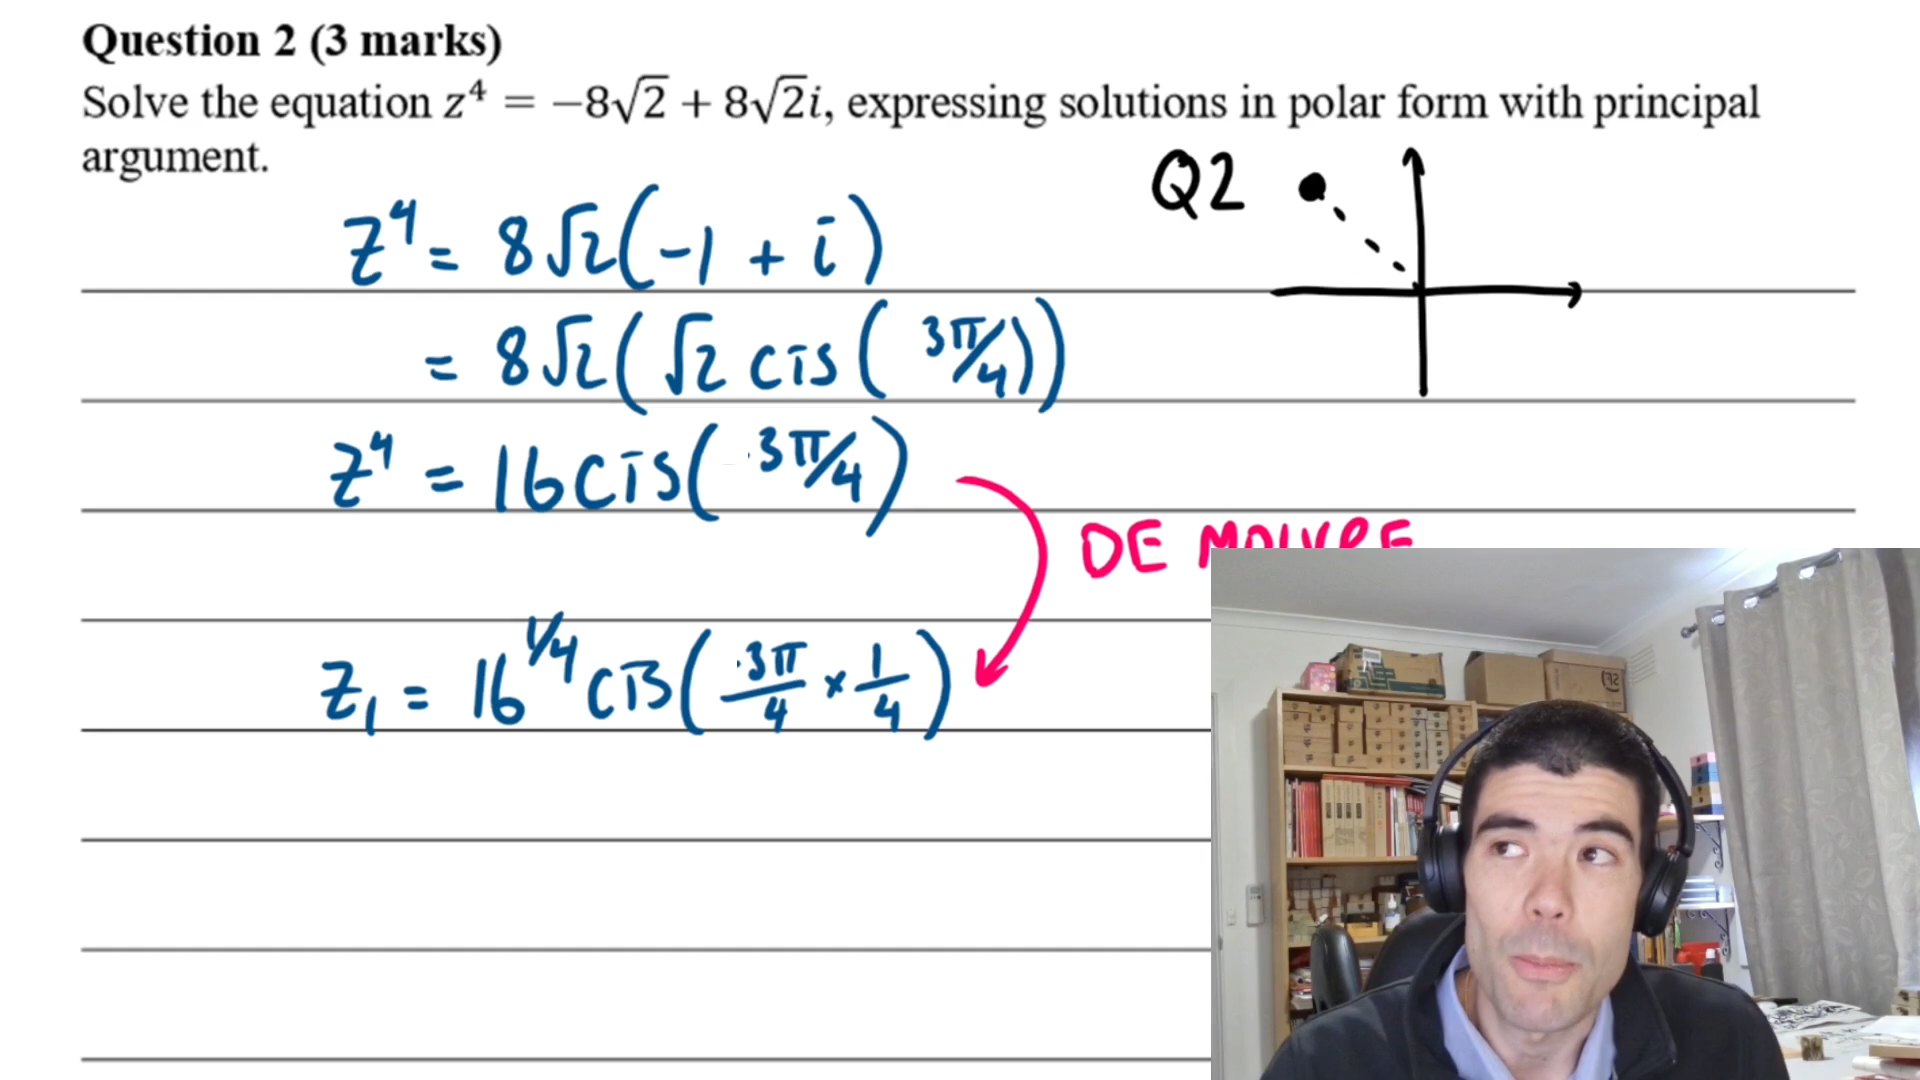 Question 2 (3 marks)
Solve the equation z⁴ = −8√2 + 8√2i, expressing solutions in polar form with principal
argument.
Q2
z⁴ = 8√2(-1 + i)
= 8√2(√2 cis(3π/4))
z⁴ = 16cis(3π/4)
DE MOIVRE
z₁ = 16^1/4 cis(3π/4 × 1/4)